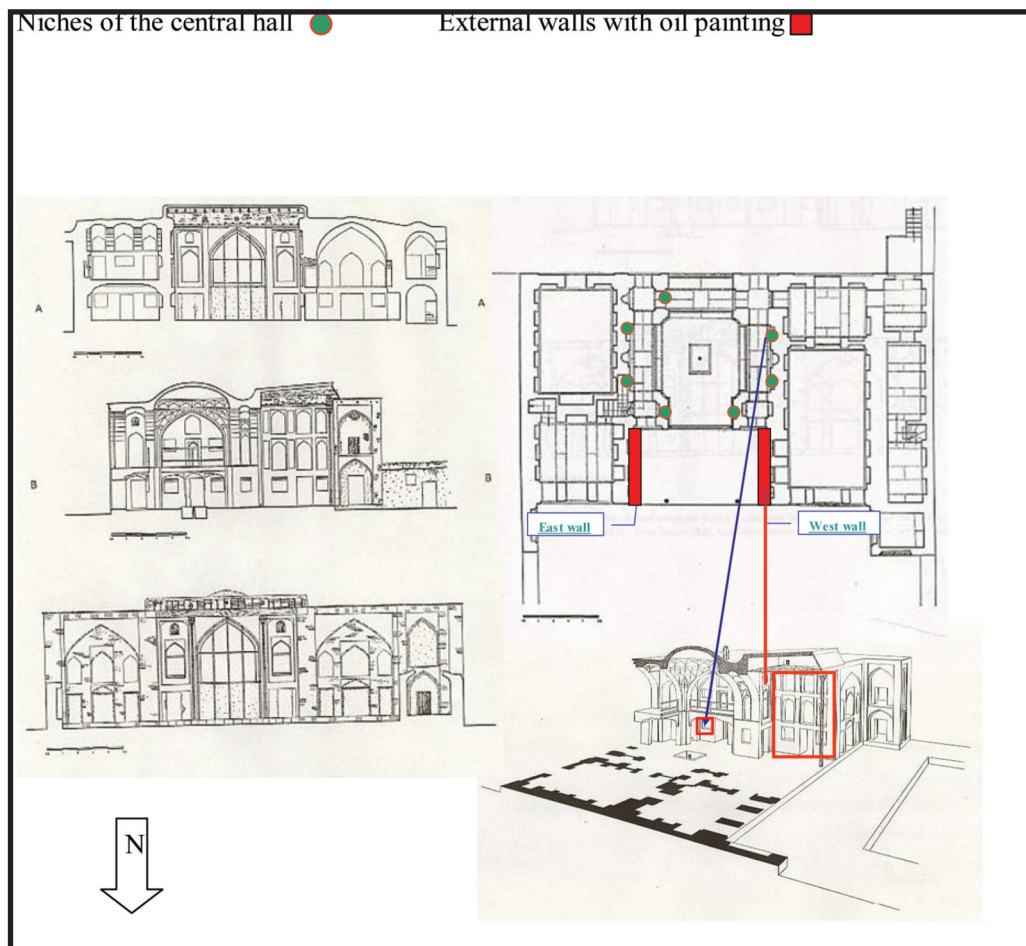 Niches of the central hall
External walls with oil painting
A
A
B
B
East wall
West wall
N